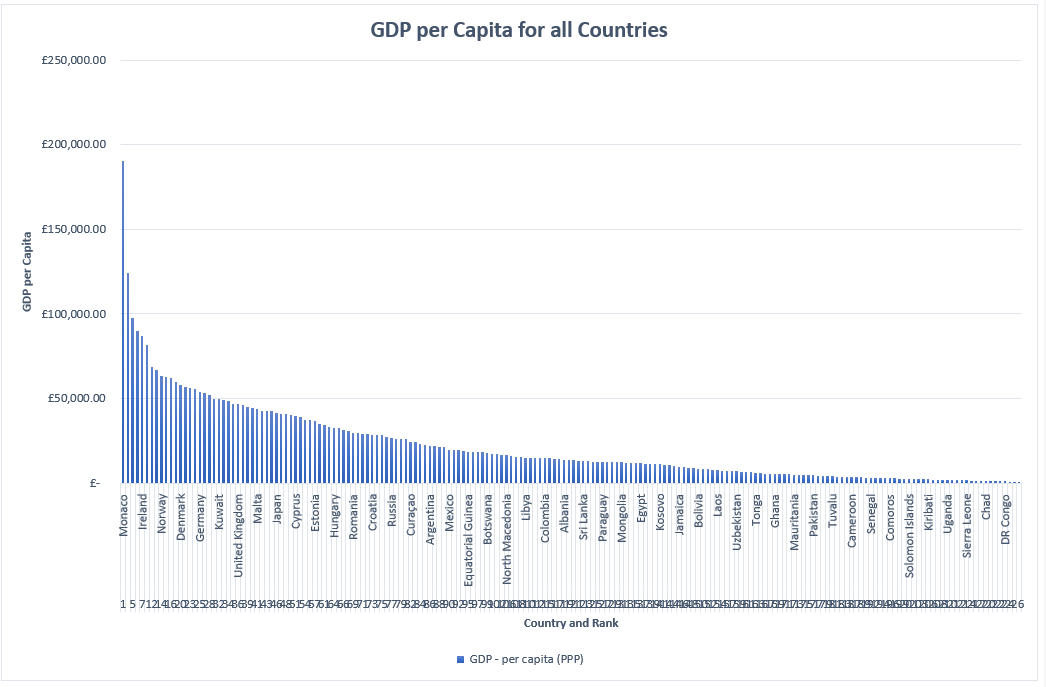 GDP per Capita for all Countries
£250,000.00
£200,000.00
£150,000.00
£100,000.00
£50,000.00
£-
GDP per Capita
Monaco
Ireland
Norway
Denmark
Germany
Kuwait
United Kingdom
Malta
Japan
Cyprus
Estonia
Hungary
Romania
Croatia
Russia
Curaçao
Argentina
Mexico
Equatorial Guinea
Botswana
North Macedonia
Libya
Colombia
Albania
Sri Lanka
Paraguay
Mongolia
Egypt
Kosovo
Jamaica
Bolivia
Laos
Uzbekistan
Tonga
Ghana
Mauritania
Pakistan
Tuvalu
Cameroon
Senegal
Comoros
Solomon Islands
Kiribati
Uganda
Sierra Leone
Chad
DR Congo
1 5 7
Country and Rank
GDP - per capita (PPP)